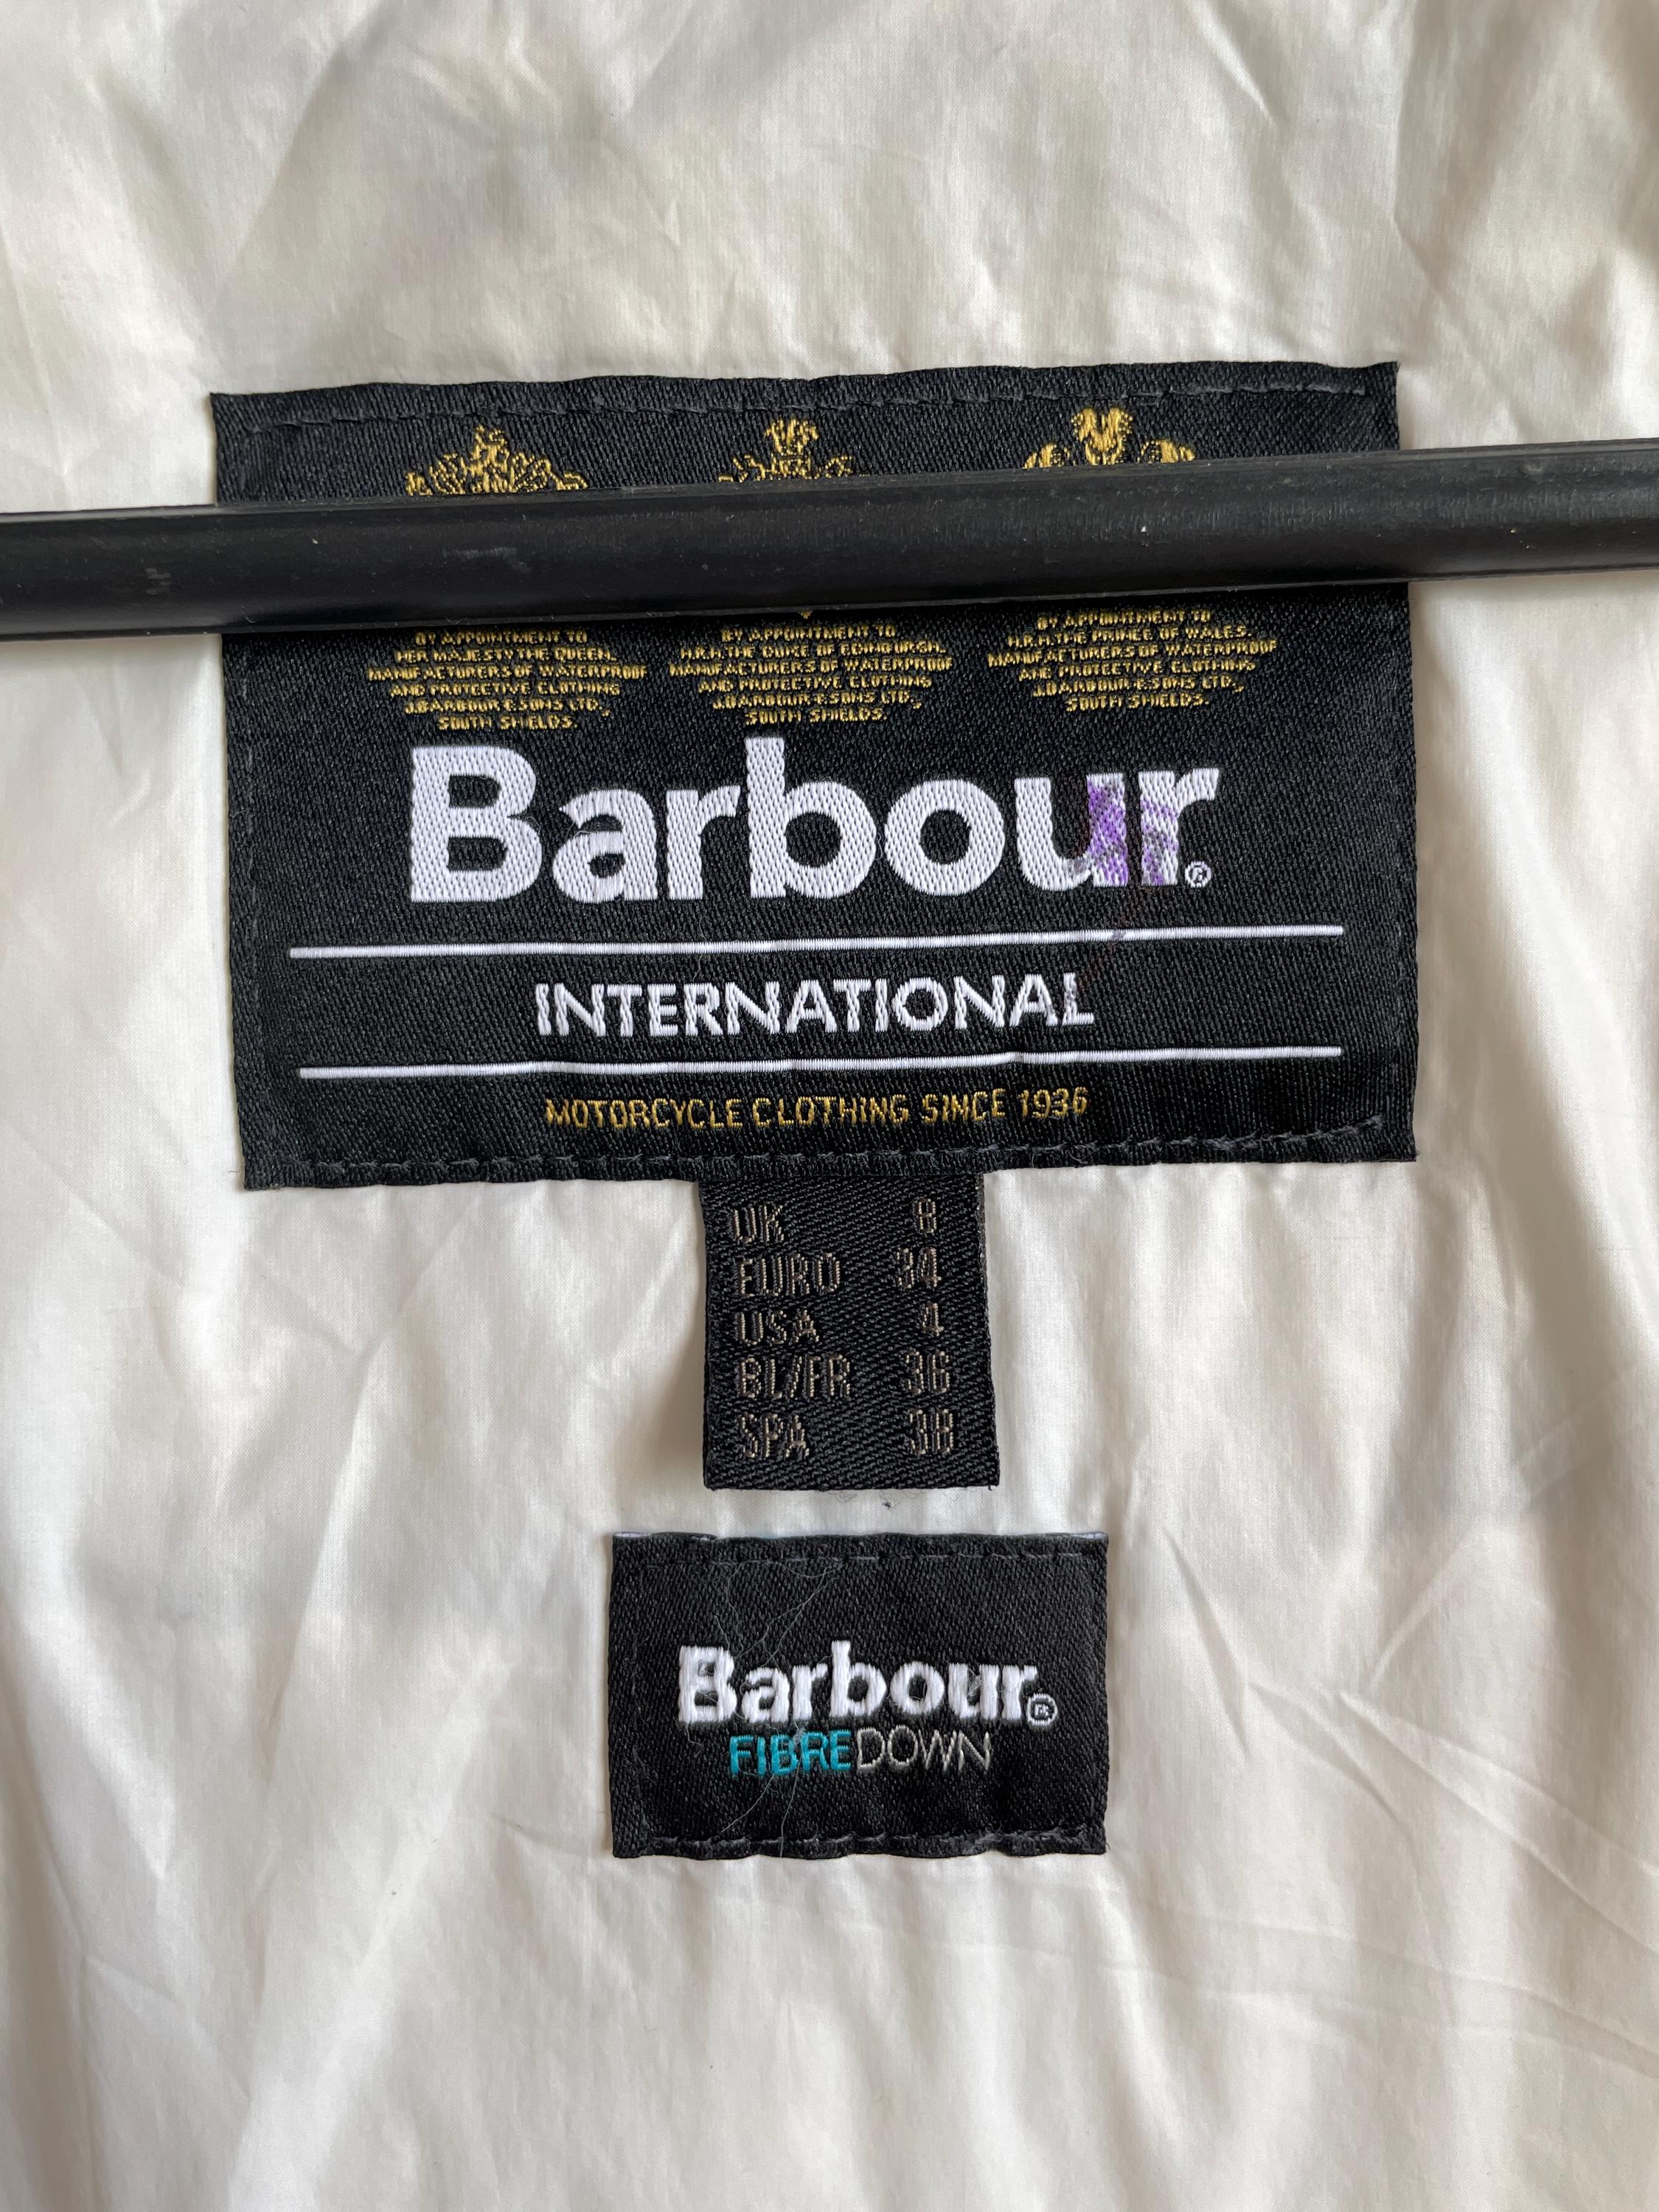 BY APPOINTMENT TO
HER MAJESTY THE QUEEN
MANUFACTURERS OF WATERPROOF
AND PROTECTIVE CLOTHING
J.BARBOUR & SONS LTD.,
SOUTH SHIELDS.
BY APPOINTMENT TO
H.R.H. THE DUKE OF EDINBURGH,
MANUFACTURERS OF WATERPROOF
AND PROTECTIVE CLOTHING
J.BARBOUR & SONS LTD.,
SOUTH SHIELDS.
BY APPOINTMENT TO
H.R.H. THE PRINCE OF WALES,
MANUFACTURERS OF WATERPROOF
AND PROTECTIVE CLOTHING
J.BARBOUR & SONS LTD.,
SOUTH SHIELDS.
Barbour®
INTERNATIONAL
MOTORCYCLE CLOTHING SINCE 1936
UK 8
EURO 34
USA 4
BL/FR 36
SPA 38
Barbour®
FIBREDOWN